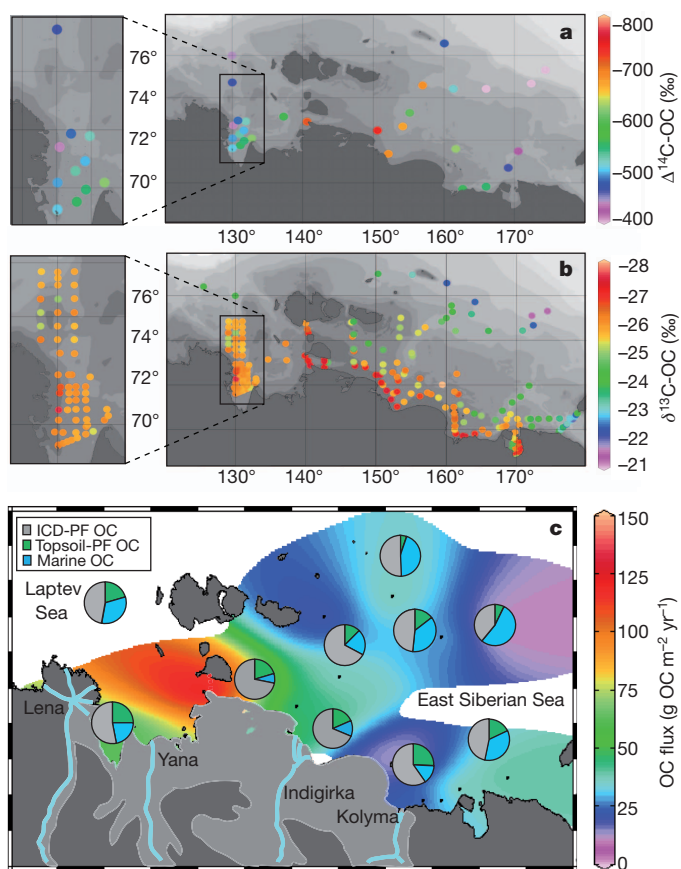 a
76°
74°
72°
70°
130°
140°
150°
160°
170°
–800
–700
–600
–500
–400
Δ¹⁴C-OC (‰)
b
76°
74°
72°
70°
130°
140°
150°
160°
170°
–28
–27
–26
–25
–24
–23
–22
–21
δ¹³C-OC (‰)
c
ICD-PF OC
Topsoil-PF OC
Marine OC
Laptev
Sea
East Siberian Sea
Lena
Yana
Indigirka
Kolyma
150
125
100
75
50
25
0
OC flux (g OC m⁻² yr⁻¹)